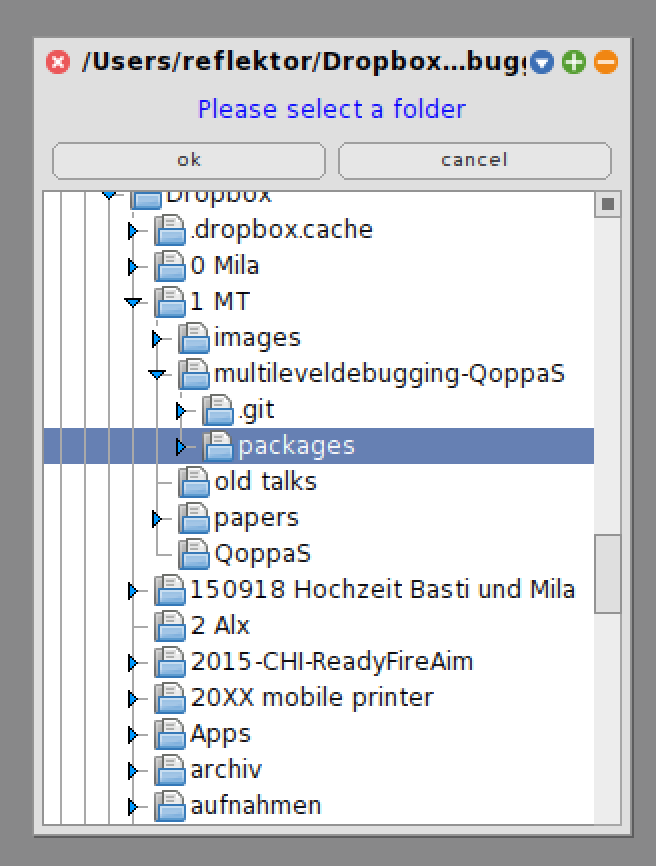 /Users/reflektor/Dropbox...bugg
Please select a folder
ok cancel
Dropbox
.dropbox.cache
0 Mila
1 MT
images
multileveldebugging-QoppaS
.git
packages
old talks
papers
QoppaS
150918 Hochzeit Basti und Mila
2 Alx
2015-CHI-ReadyFireAim
20XX mobile printer
Apps
archiv
aufnahmen